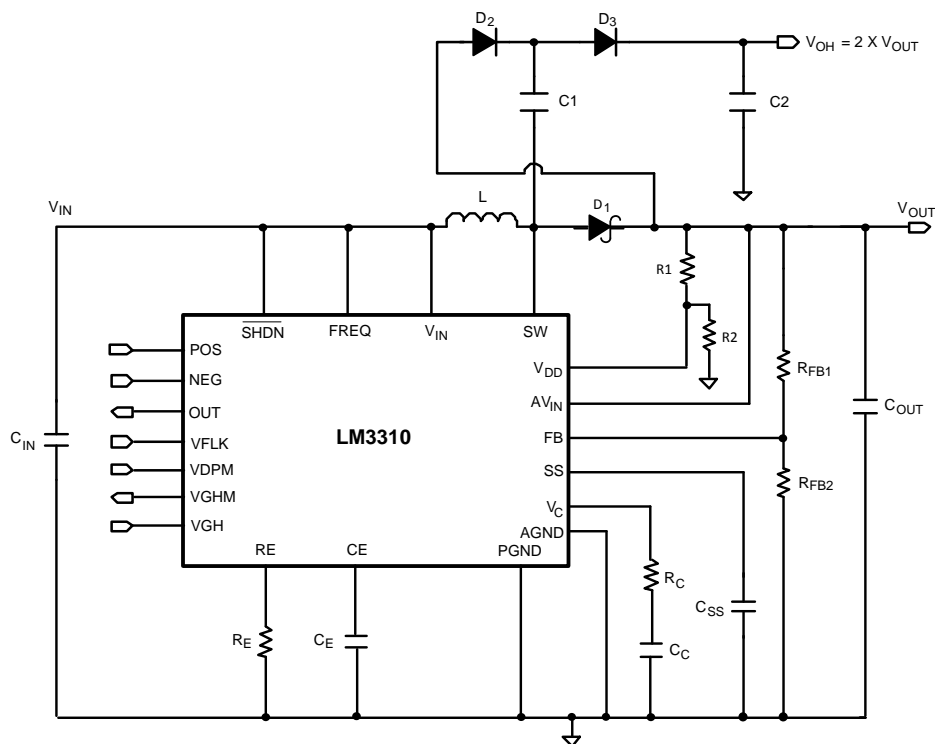 D2
D3
VOH = 2 X VOUT
C1
C2
VIN
L
D1
VOUT
R1
R2
SHDN
FREQ
VIN
SW
POS
NEG
OUT
VFLK
VDPM
VGHM
VGH
LM3310
VDD
AVIN
FB
SS
VC
AGND
PGND
RE
CE
CIN
RFB1
RFB2
COUT
RE
CE
RC
CC
CSS